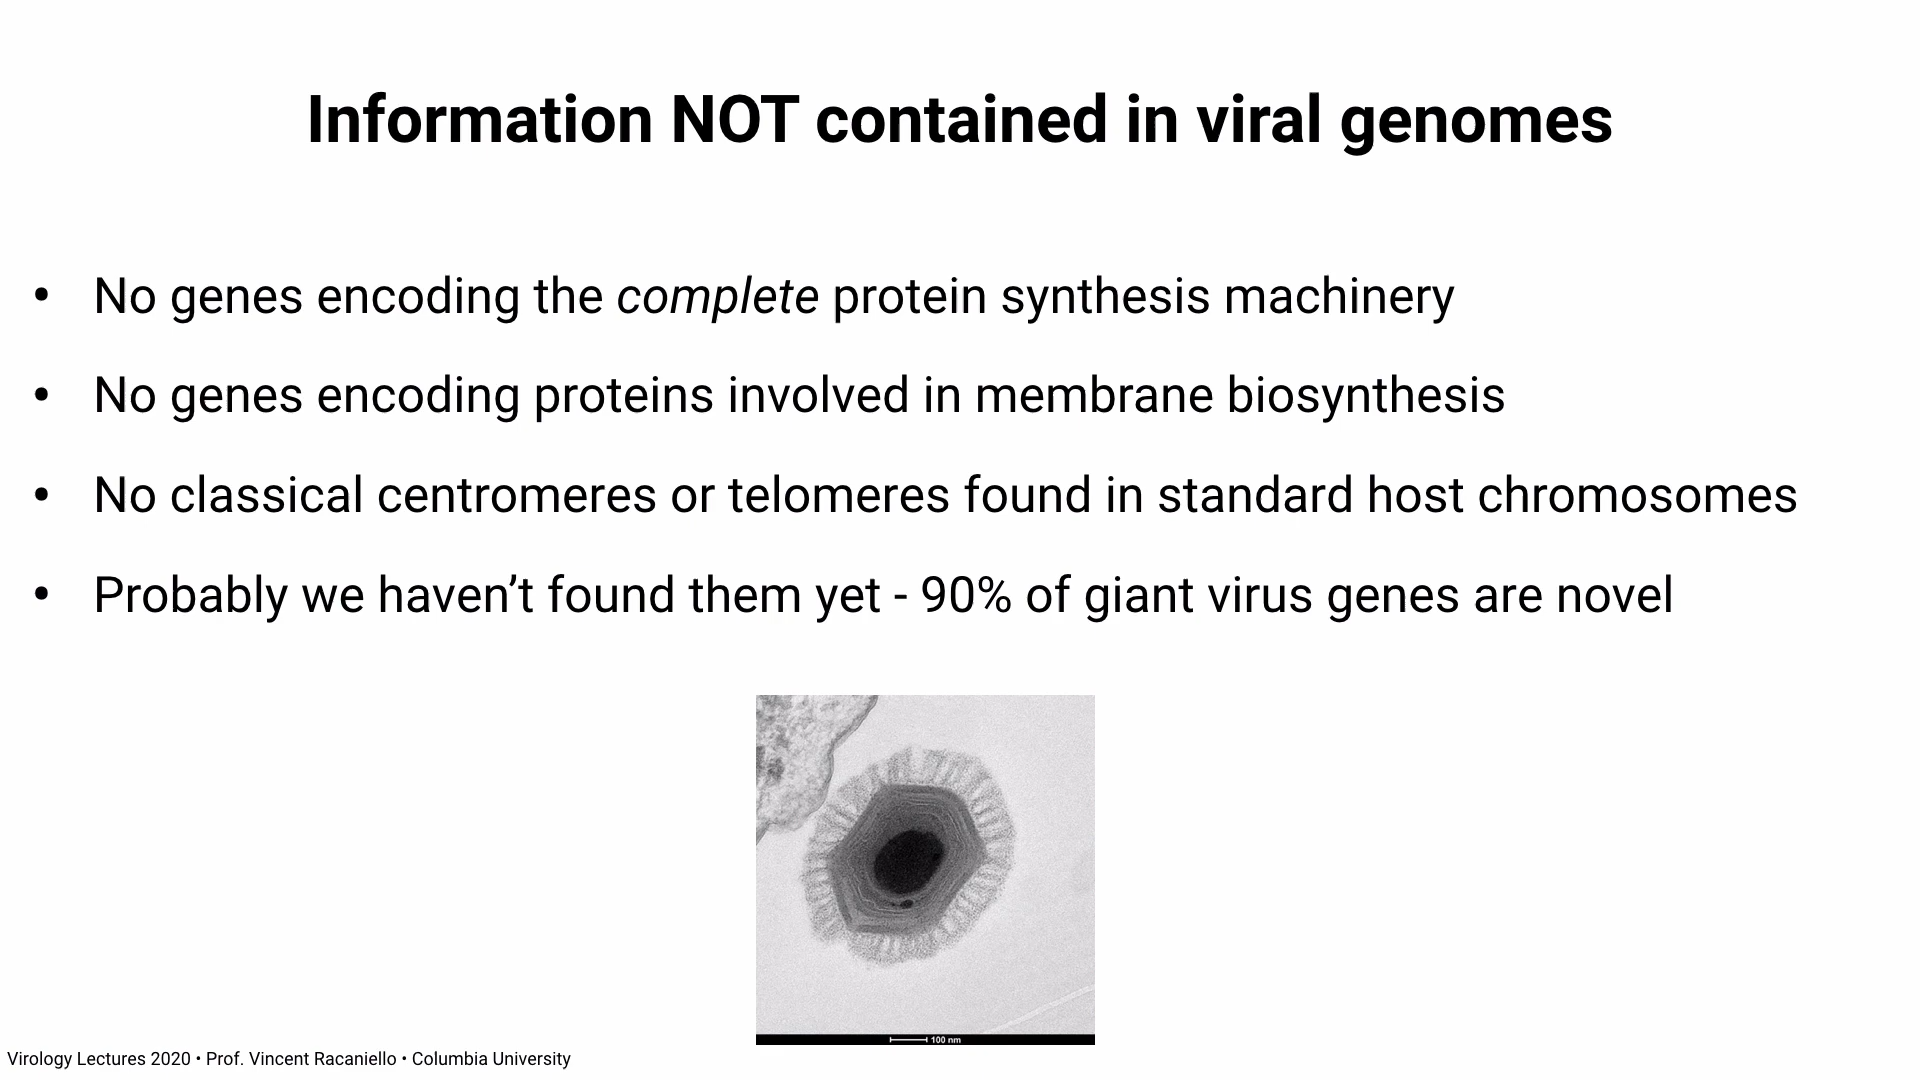 Information NOT contained in viral genomes
• No genes encoding the complete protein synthesis machinery
• No genes encoding proteins involved in membrane biosynthesis
• No classical centromeres or telomeres found in standard host chromosomes
• Probably we haven’t found them yet - 90% of giant virus genes are novel
100 nm
Virology Lectures 2020 • Prof. Vincent Racaniello • Columbia University